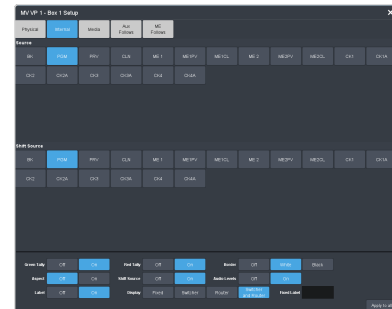 MV VP 1 - Box 1 Setup
Physical Internal Media Aux Follows ME Follows
Source
BK PGM PRV CLN ME 1 ME1PV ME1CL ME 2 ME2PV ME2CL CK1 CK1A
CK2 CK2A CK3 CK3A CK4 CK4A
Shift Source
BK PGM PRV CLN ME 1 ME1PV ME1CL ME 2 ME2PV ME2CL CK1 CK1A
CK2 CK2A CK3 CK3A CK4 CK4A
Green Tally Off On Red Tally Off On Border Off White Black
Aspect Off On Shift Source Off On Audio Levels Off On
Label Off On Display Fixed Switcher Router Switcher and Router Fixed Label
Apply to all